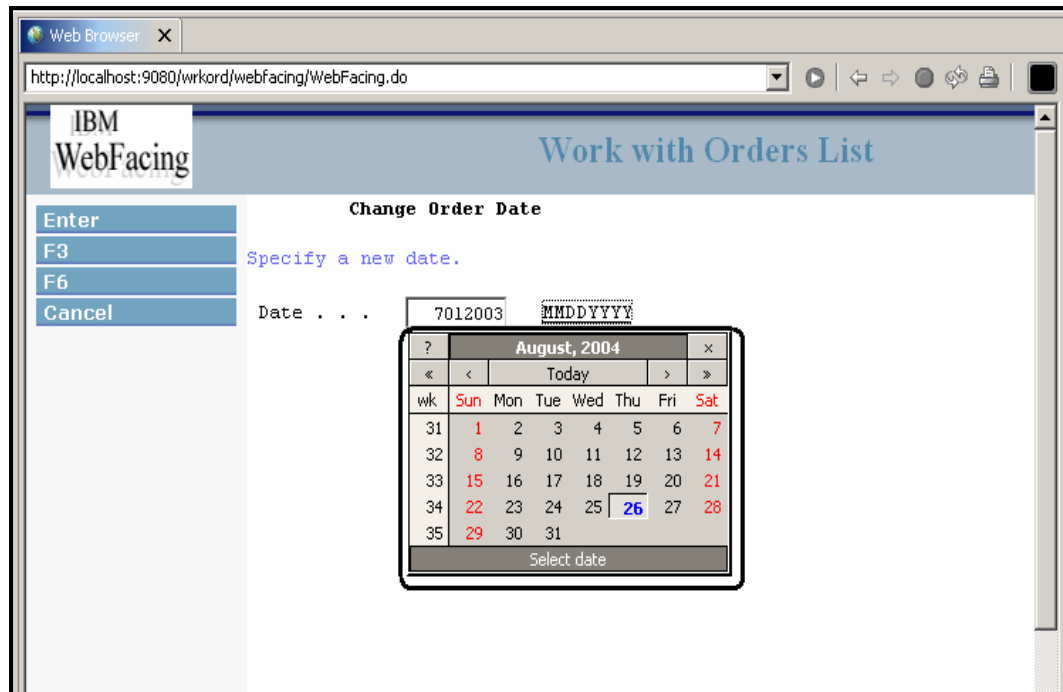 Web Browser X
http://localhost:9080/wrkord/webfacing/WebFacing.do
IBM
WebFacing
Work with Orders List
Enter
F3
F6
Cancel
Change Order Date
Specify a new date.
Date . . . 7012003 MMDDYYYY
? August, 2004 ×
« ‹ Today › »
wk Sun Mon Tue Wed Thu Fri Sat
31 1 2 3 4 5 6 7
32 8 9 10 11 12 13 14
33 15 16 17 18 19 20 21
34 22 23 24 25 26 27 28
35 29 30 31
Select date